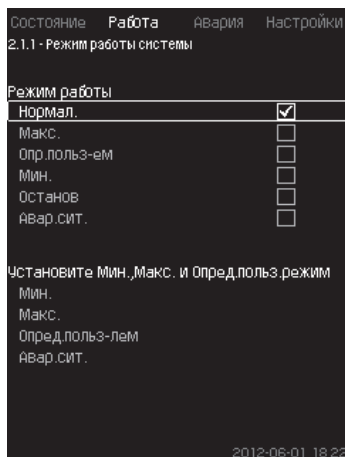 Состояние Работа Авария Настройки
2.1.1 - Режим работы системы
Режим работы
Нормал.
Макс.
Опр.польз-ем
Мин.
Останов
Авар.сит.
Установите Мин.,Макс. и Опред.польз.режим
Мин.
Макс.
Опред.польз-лем
Авар.сит.
2012-06-01 18:22